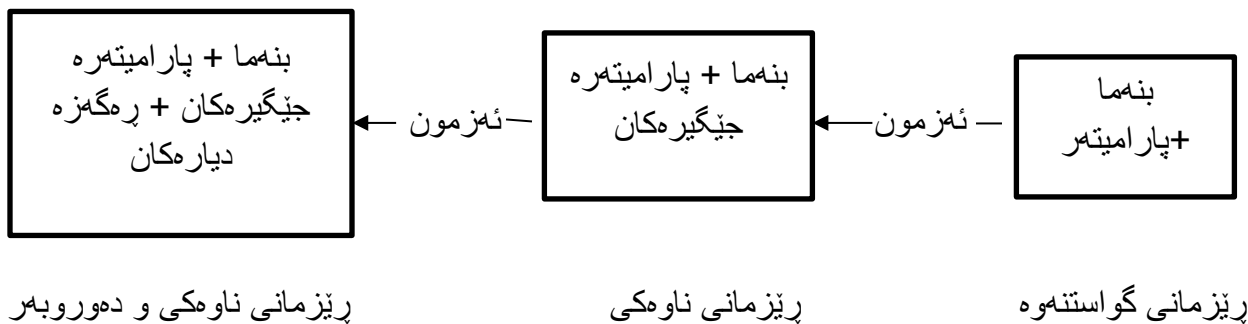 بنەما
+پارامیتەر
ئەزمون
بنەما + پارامیتەرە
جێگیرەکان
ئەزمون
بنەما + پارامیتەرە
جێگیرەکان + ڕەگەزە
دیارەکان
ڕێزمانی گواستنەوە
ڕێزمانی ناوەکی
ڕێزمانی ناوەکی و دەوروبەر